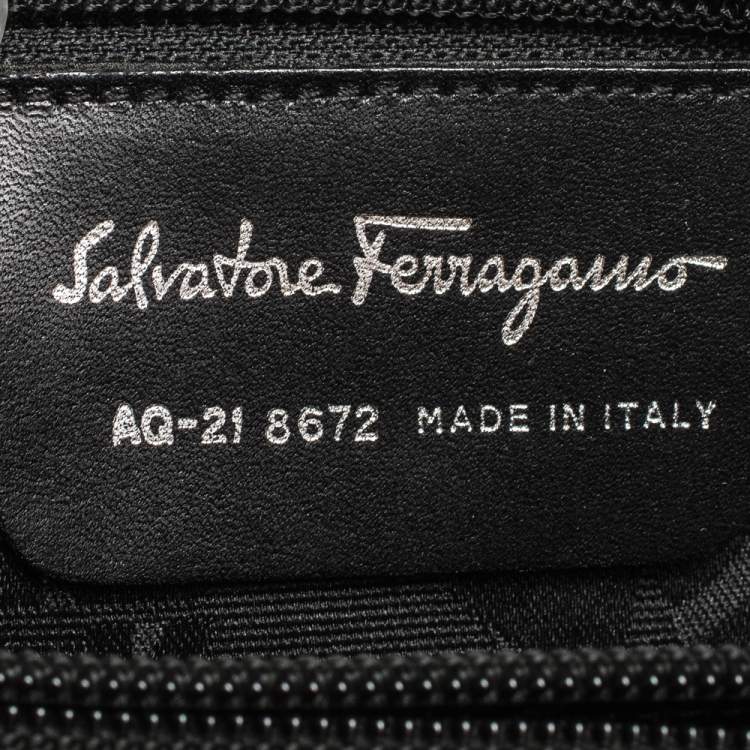 Salvatore Ferragamo
AQ-21 8672 MADE IN ITALY